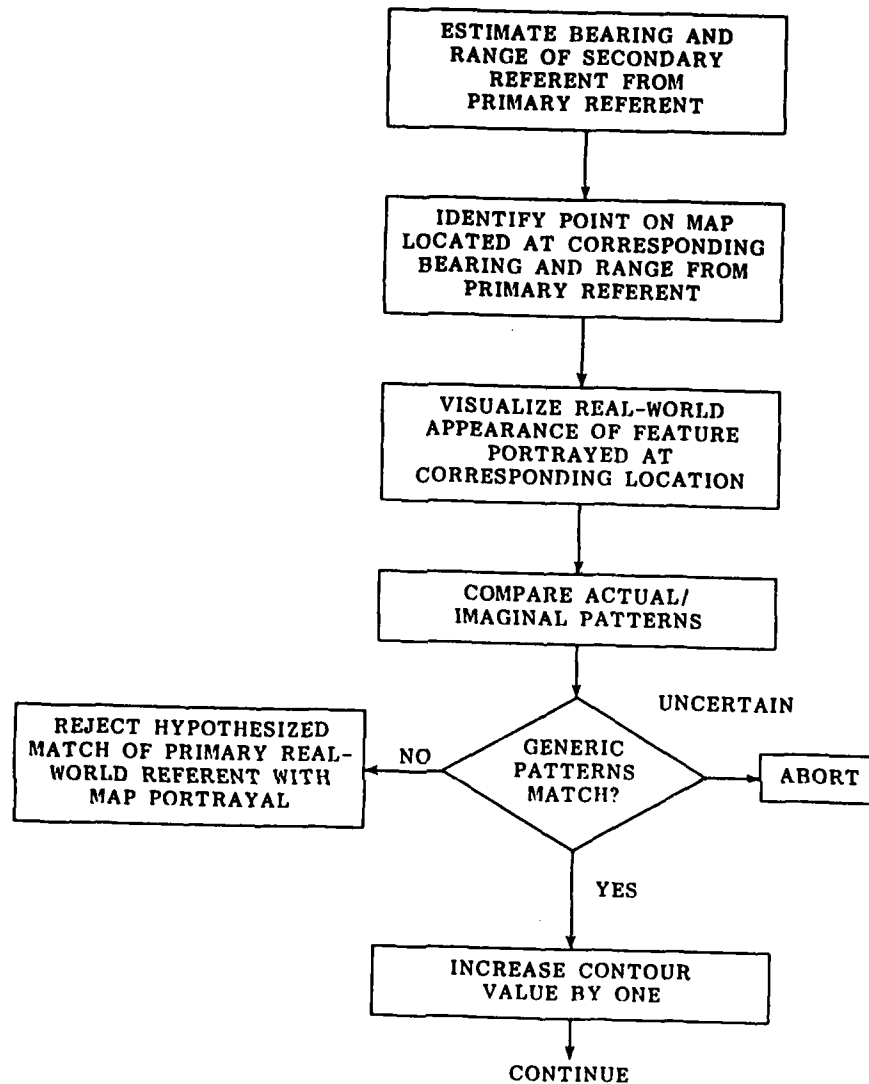 ESTIMATE BEARING AND
RANGE OF SECONDARY
REFERENT FROM
PRIMARY REFERENT
IDENTIFY POINT ON MAP
LOCATED AT CORRESPONDING
BEARING AND RANGE FROM
PRIMARY REFERENT
VISUALIZE REAL-WORLD
APPEARANCE OF FEATURE
PORTRAYED AT
CORRESPONDING LOCATION
COMPARE ACTUAL/
IMAGINAL PATTERNS
UNCERTAIN
REJECT HYPOTHESIZED
MATCH OF PRIMARY REAL-
WORLD REFERENT WITH
MAP PORTRAYAL
NO
GENERIC
PATTERNS
MATCH?
ABORT
YES
INCREASE CONTOUR
VALUE BY ONE
CONTINUE